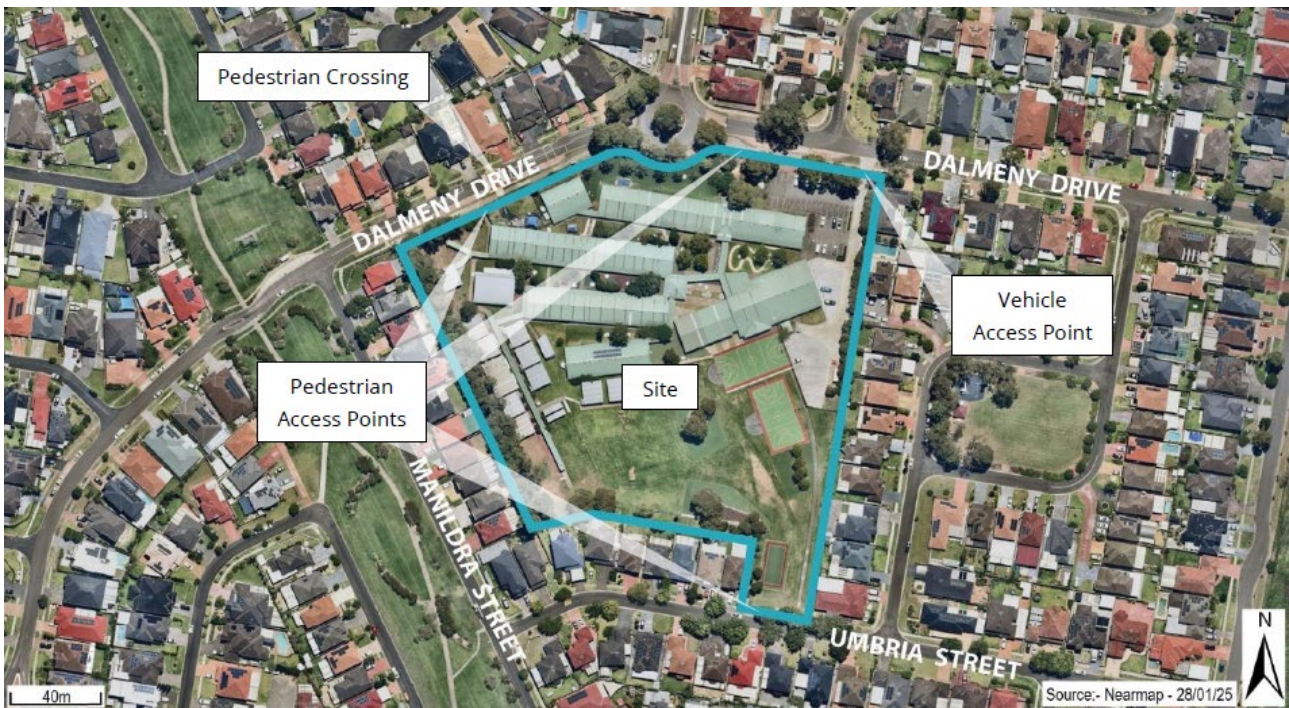 Pedestrian Crossing
DALMENY DRIVE
DALMENY DRIVE
Vehicle
Access Point
Pedestrian
Access Points
Site
MANILDRA STREET
UMBRIA STREET
N
40m
Source:- Nearmap - 28/01/25